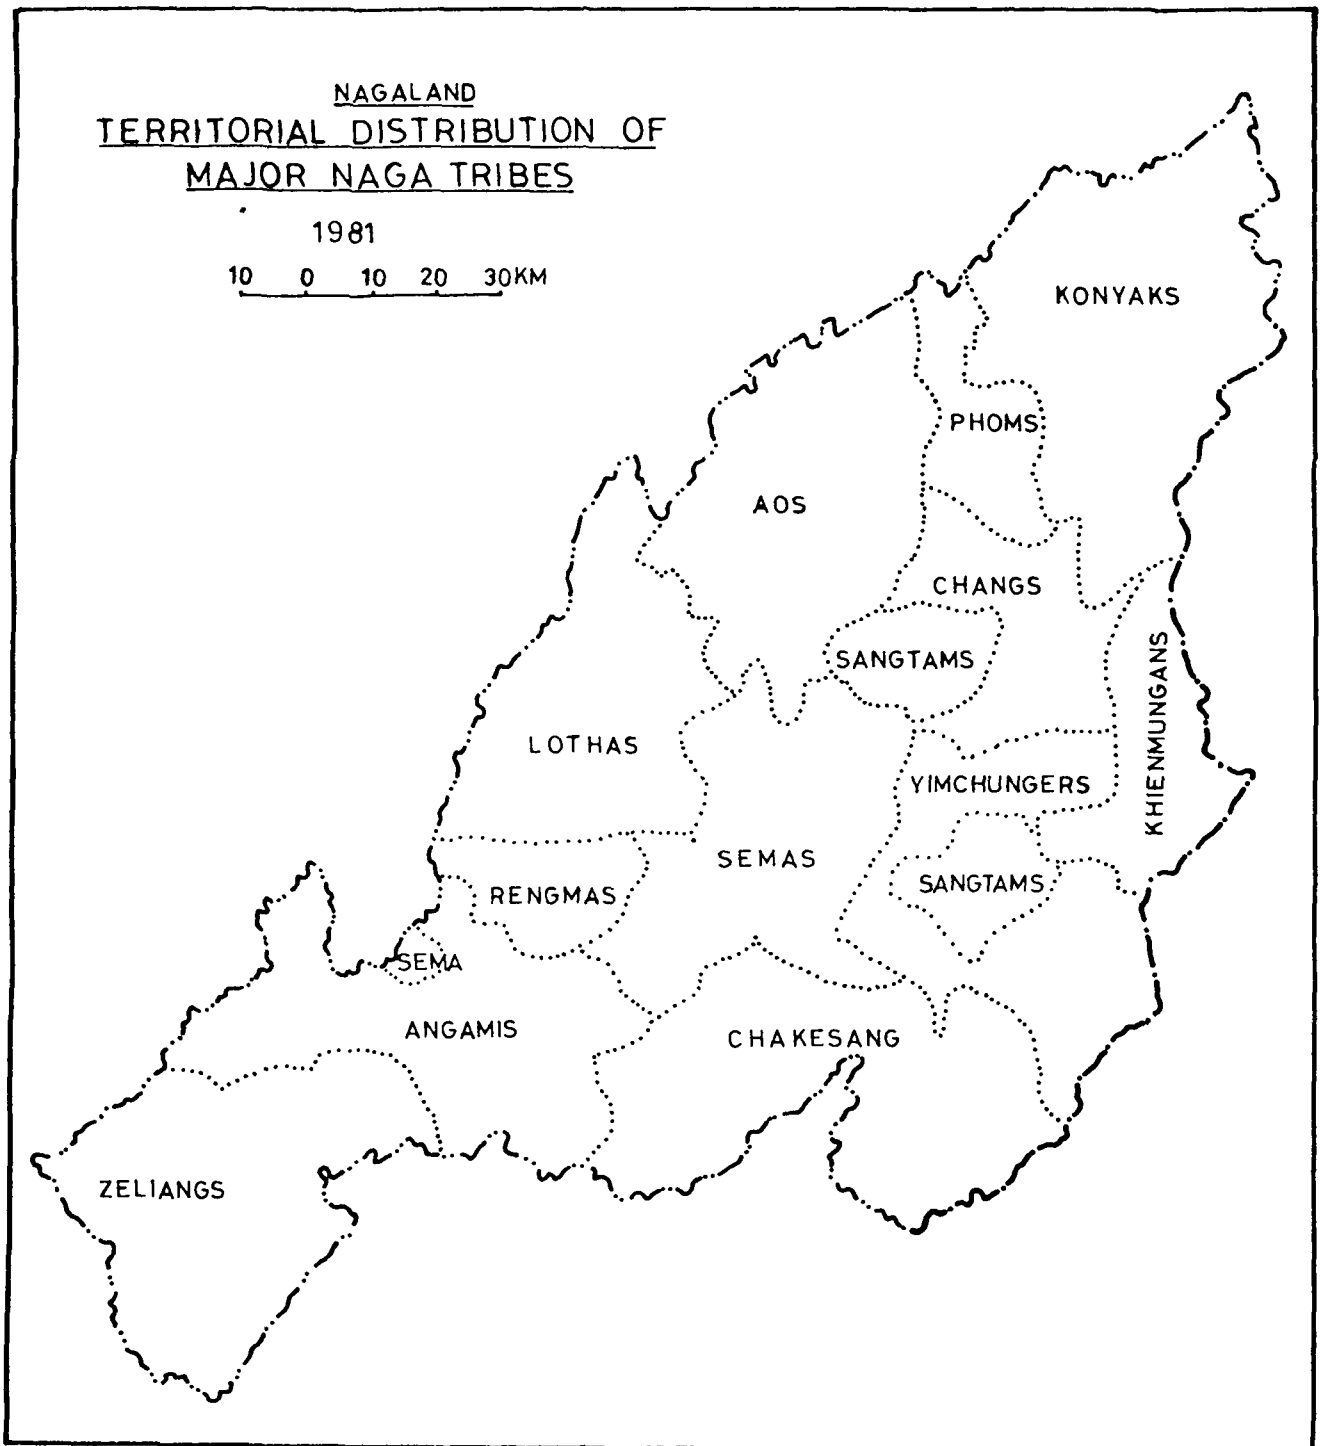 NAGALAND
TERRITORIAL DISTRIBUTION OF
MAJOR NAGA TRIBES
1981
10 0 10 20 30KM
KONYAKS
PHOMS
AOS
CHANGS
SANGTAMS
KHIENMUNGANS
LOTHAS
YIMCHUNGERS
SEMAS
SANGTAMS
RENGMAS
SEMA
ANGAMIS
CHAKESANG
ZELIANGS